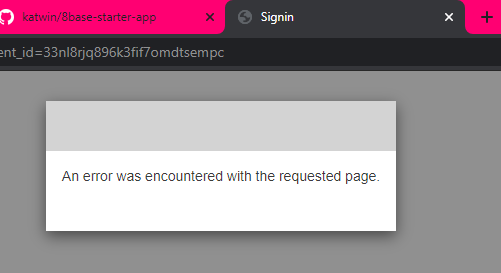 katwin/8base-starter-app
Signin
ent_id=33nl8rjq896k3fif7omdtsempc
An error was encountered with the requested page.